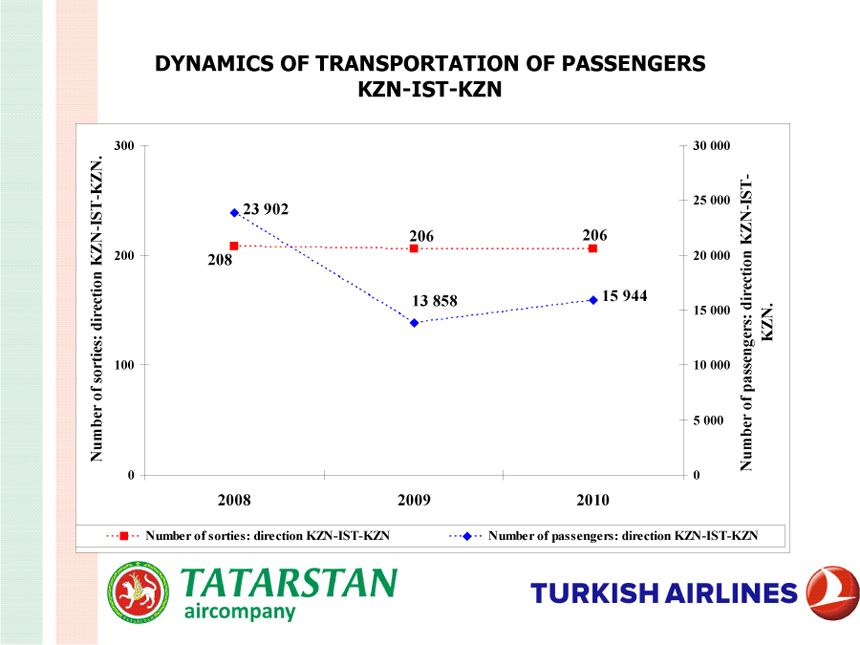 DYNAMICS OF TRANSPORTATION OF PASSENGERS
KZN-IST-KZN
Number of sorties: direction KZN-IST-KZN.
300
200
100
0
23 902
208
206
206
13 858
15 944
30 000
25 000
20 000
15 000
10 000
5 000
0
Number of passengers: direction KZN-IST-
KZN.
2008 2009 2010
Number of sorties: direction KZN-IST-KZN Number of passengers: direction KZN-IST-KZN
TATARSTAN
aircompany
TURKISH AIRLINES